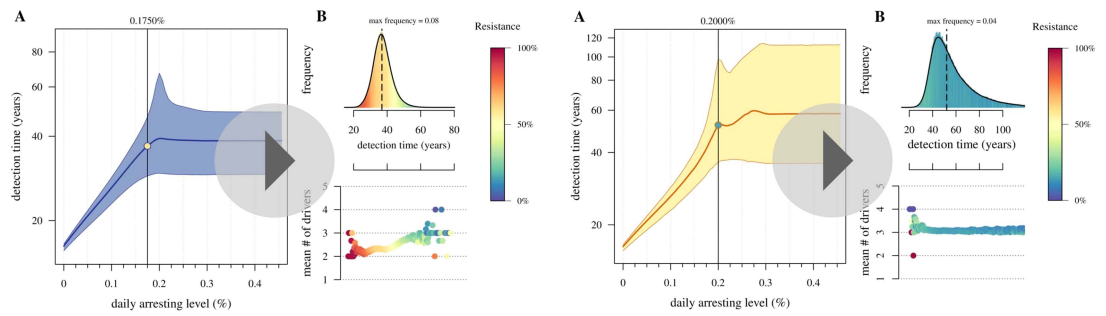 A
0.1750%
detection time (years)
80
60
40
20
0
0.1
0.2
0.3
0.4
daily arresting level (%)
B
max frequency = 0.08
frequency
20
40
60
80
detection time (years)
mean # of drivers
5
4
3
2
1
Resistance
100%
50%
0%
A
0.2000%
detection time (years)
120
100
80
60
40
20
0
0.1
0.2
0.3
0.4
daily arresting level (%)
B
max frequency = 0.04
frequency
20
40
60
80
100
detection time (years)
mean # of drivers
5
4
3
2
1
Resistance
100%
50%
0%